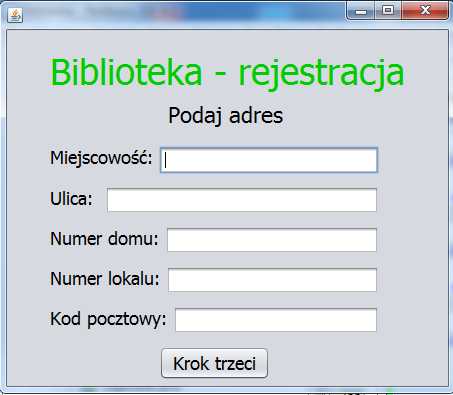 Biblioteka - rejestracja
Podaj adres
Miejscowość:
Ulica:
Numer domu:
Numer lokalu:
Kod pocztowy:
Krok trzeci